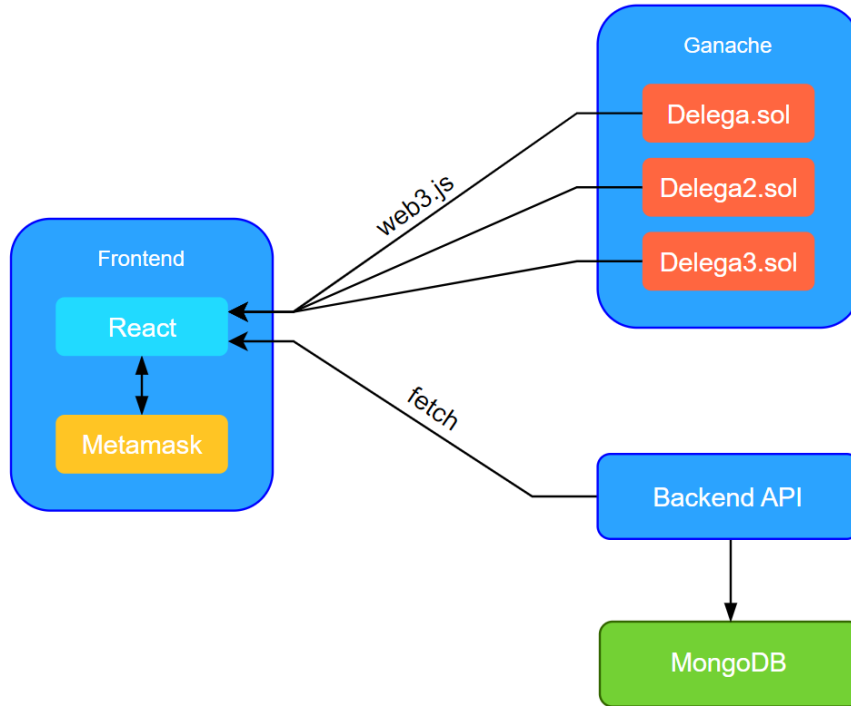 Ganache
Delega.sol
Delega2.sol
Delega3.sol
web3.js
Frontend
React
Metamask
fetch
Backend API
MongoDB